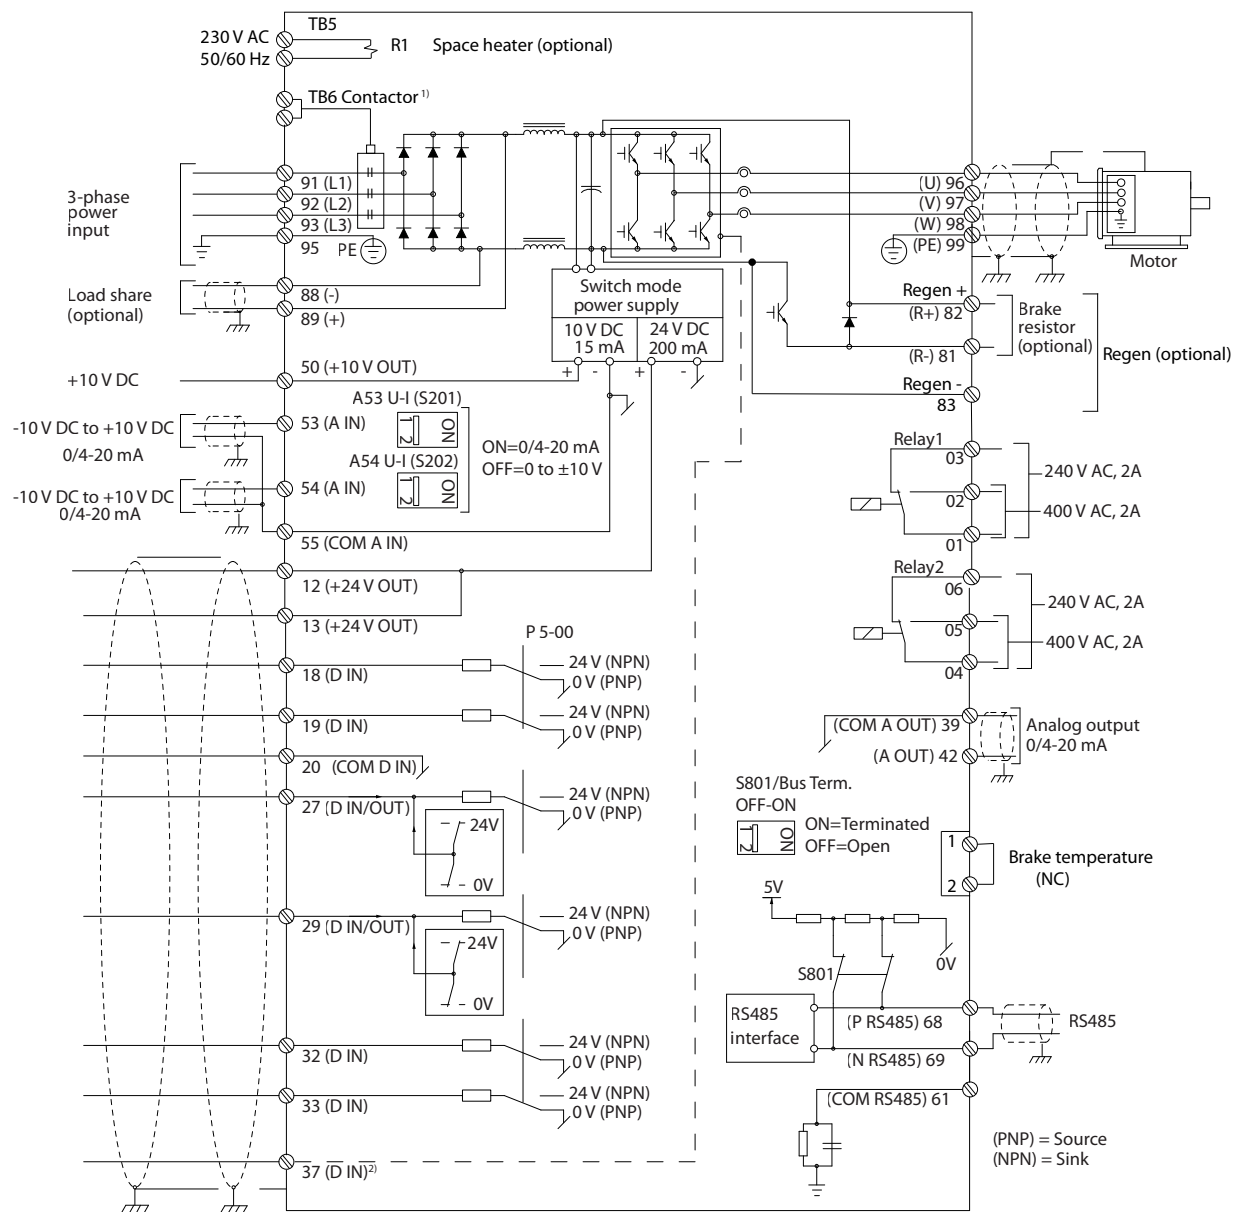 TB5
230 V AC
50/60 Hz
R1
Space heater (optional)
TB6 Contactor 1)
3-phase
power
input
91 (L1)
92 (L2)
93 (L3)
95
PE
(U) 96
(V) 97
(W) 98
(PE) 99
Motor
Load share
(optional)
88 (-)
89 (+)
Switch mode
power supply
10 V DC
15 mA
24 V DC
200 mA
+
-
+
-
Regen +
(R+) 82
Brake
resistor
(optional)
(R-) 81
Regen (optional)
Regen -
83
+10 V DC
50 (+10 V OUT)
A53 U-I (S201)
1 2
ON
-10 V DC to +10 V DC
0/4-20 mA
53 (A IN)
A54 U-I (S202)
1 2
ON
ON=0/4-20 mA
OFF=0 to ±10 V
-10 V DC to +10 V DC
0/4-20 mA
54 (A IN)
55 (COM A IN)
Relay1
03
240 V AC, 2A
02
400 V AC, 2A
01
12 (+24 V OUT)
13 (+24 V OUT)
Relay2
06
240 V AC, 2A
05
400 V AC, 2A
04
P 5-00
18 (D IN)
24 V (NPN)
0 V (PNP)
19 (D IN)
24 V (NPN)
0 V (PNP)
20 (COM D IN)
27 (D IN/OUT)
24 V (NPN)
0 V (PNP)
24V
0V
29 (D IN/OUT)
24 V (NPN)
0 V (PNP)
24V
0V
32 (D IN)
24 V (NPN)
0 V (PNP)
33 (D IN)
24 V (NPN)
0 V (PNP)
37 (D IN) 2)
(COM A OUT) 39
(A OUT) 42
Analog output
0/4-20 mA
S801/Bus Term.
OFF-ON
1 2
ON
ON=Terminated
OFF=Open
1
2
Brake temperature
(NC)
5V
0V
S801
RS485
interface
(P RS485) 68
(N RS485) 69
RS485
(COM RS485) 61
(PNP) = Source
(NPN) = Sink